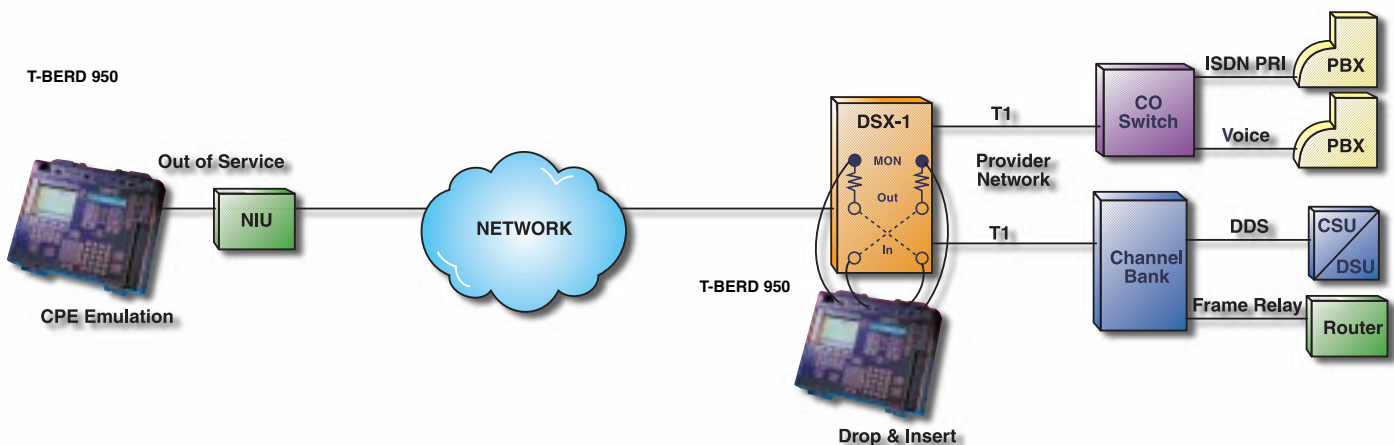 T-BERD 950
Out of Service
NIU
CPE Emulation
NETWORK
DSX-1
MON
Out
In
T-BERD 950
Drop & Insert
T1
Provider
Network
T1
CO
Switch
ISDN PRI
PBX
Voice
PBX
Channel
Bank
DDS
CSU
DSU
Frame Relay
Router